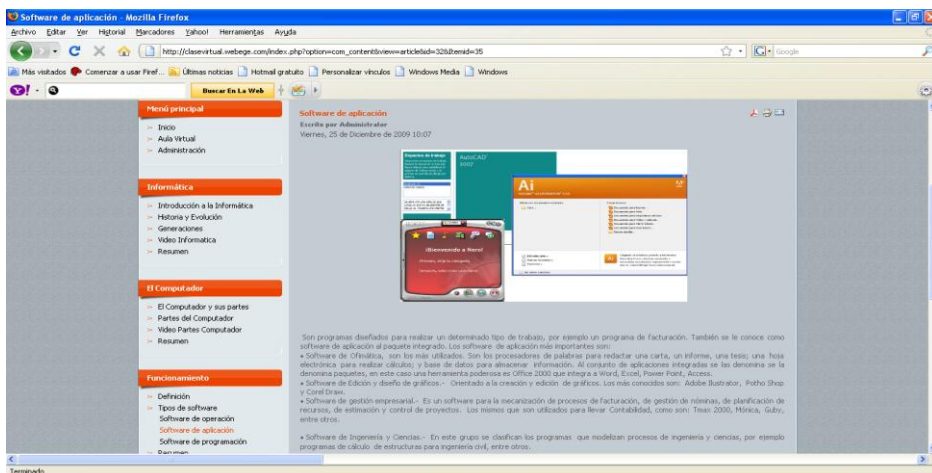 Software de aplicación - Mozilla Firefox
Archivo Editar Ver Historial Marcadores Yahoo! Herramientas Ayuda
http://clasevirtual.webege.com/index.php?option=com_content&view=article&id=32&Itemid=35
Google
Más visitados Comenzar a usar Firef... Últimas noticias Hotmail gratuito Personalizar vínculos Windows Media Windows
Buscar En La Web
Menú principal
Inicio
Aula Virtual
Administración
Informática
Introducción a la Informática
Historia y Evolución
Generaciones
Video Informatica
Resumen
El Computador
El Computador y sus partes
Partes del Computador
Video Partes Computador
Resumen
Funcionamiento
Definición
Tipos de software
Software de operación
Software de aplicación
Software de programación
Resumen
Software de aplicación
Escrito por Administrator
Viernes, 25 de Diciembre de 2009 10:07
AutoCAD
2007
Ai
¡Bienvenido a Nero!
Son programas diseñados para realizar un determinado tipo de trabajo, por ejemplo un programa de facturación. También se le conoce como
software de aplicación al paquete integrado. Los software de aplicación más importantes son:
• Software de Ofimática, son los más utilizados. Son los procesadores de palabras para redactar una carta, un informe, una tesis; una hoja
electrónica para realizar cálculos; y base de datos para almacenar información. Al conjunto de aplicaciones integradas se las denomina se la
denomina paquetes, en este caso una herramienta poderosa es Office 2000 que integra a Word, Excel, Power Point, Access.
• Software de Edición y diseño de gráficos.- Orientado a la creación y edición de gráficos. Los más conocidos son: Adobe Ilustrator, Potho Shop
y Corel Draw.
• Software de gestión empresarial.- Es un software para la mecanización de procesos de facturación, de gestión de nóminas, de planificación de
recursos, de estimación y control de proyectos. Los mismos que son utilizados para llevar Contabilidad, como son: Tmax 2000, Mónica, Guby,
entre otros.
• Software de Ingeniería y Ciencias.- En este grupo se clasifican los programas que modelizan procesos de ingeniería y ciencias, por ejemplo
programas de cálculo de estructuras para ingeniería civil, entre otros.
Terminado